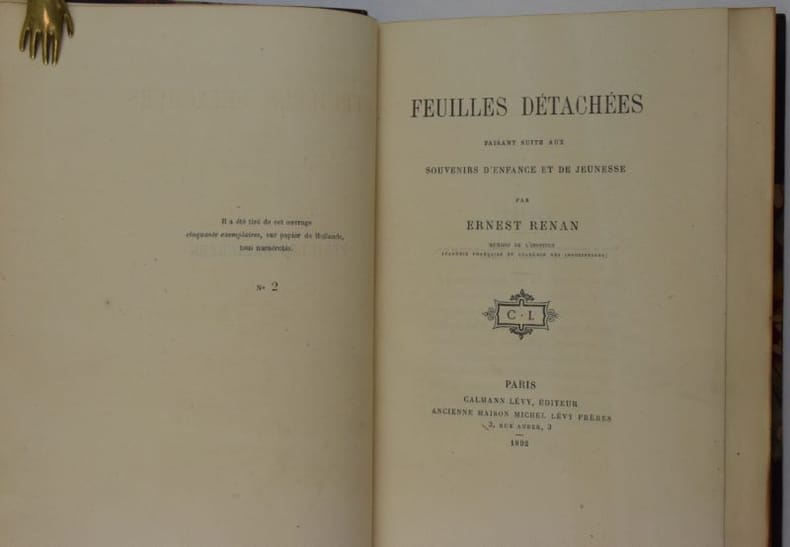 Il a été tiré de cet ouvrage
cinquante exemplaires, sur papier de Hollande,
tous numérotés.
Nº 2
FEUILLES DÉTACHÉES
FAISANT SUITE AUX
SOUVENIRS D'ENFANCE ET DE JEUNESSE
PAR
ERNEST RENAN
MEMBRE DE L'INSTITUT
(ACADÉMIE FRANÇAISE ET ACADÉMIE DES INSCRIPTIONS)
C · L
PARIS
CALMANN LÉVY, ÉDITEUR
ANCIENNE MAISON MICHEL LÉVY FRÈRES
3, RUE AUBER, 3
1892